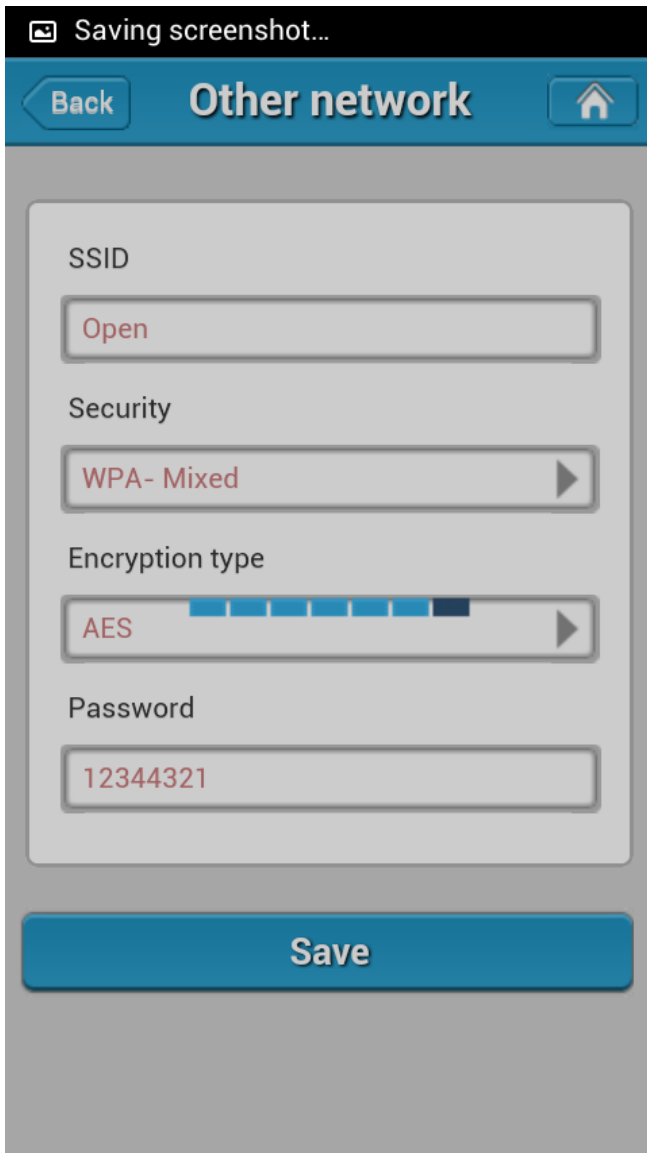 Saving screenshot...
Back
Other network
SSID
Open
Security
WPA- Mixed
Encryption type
AES
Password
12344321
Save